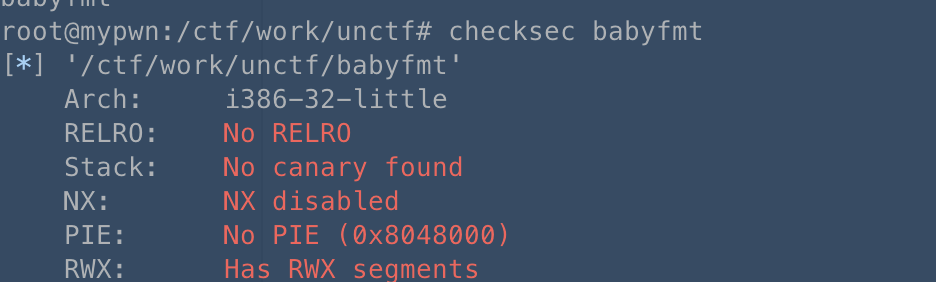 babyfmt
root@mypwn:/ctf/work/unctf# checksec babyfmt
[*] '/ctf/work/unctf/babyfmt'
    Arch:     i386-32-little
    RELRO:    No RELRO
    Stack:    No canary found
    NX:       NX disabled
    PIE:      No PIE (0x8048000)
    RWX:      Has RWX segments